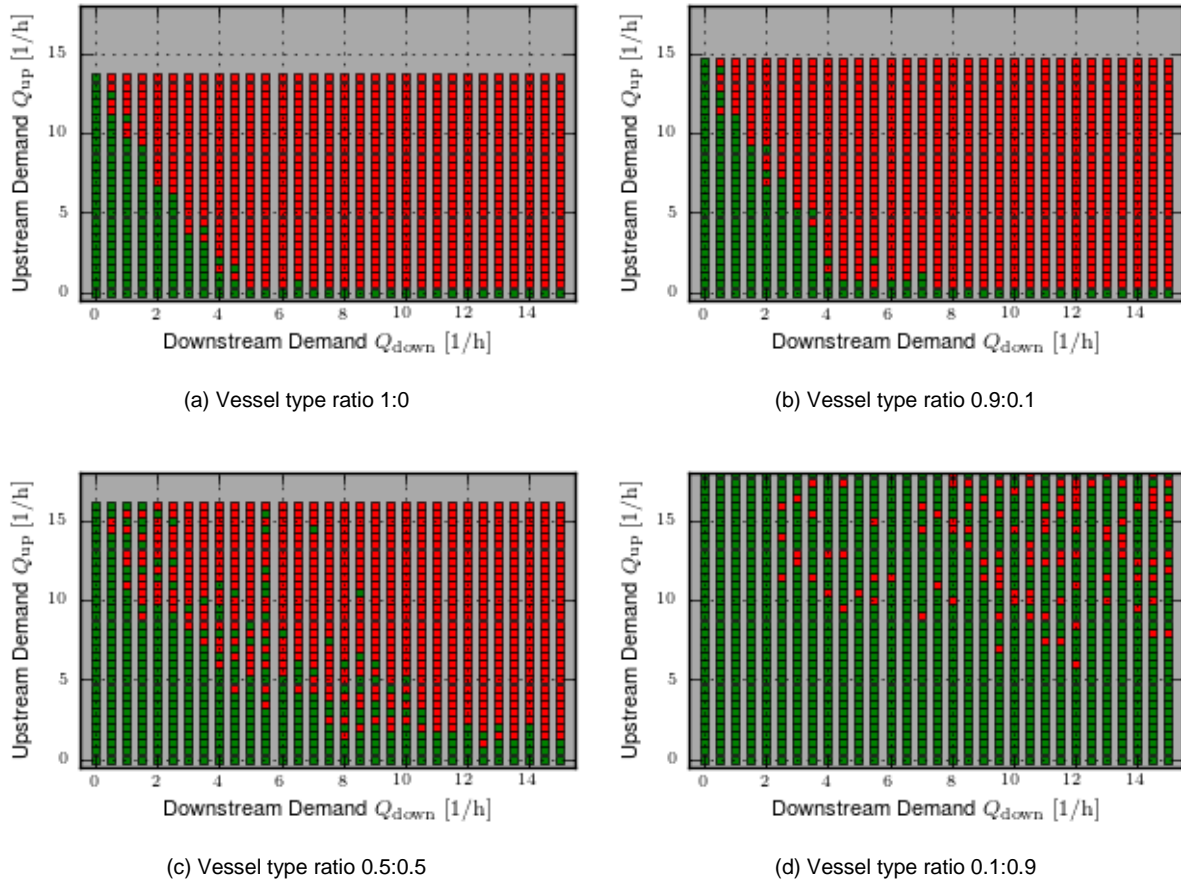 15
10
5
0
Upstream Demand Q_up [1/h]
0 2 4 6 8 10 12 14
Downstream Demand Q_down [1/h]
(a) Vessel type ratio 1:0
15
10
5
0
Upstream Demand Q_up [1/h]
0 2 4 6 8 10 12 14
Downstream Demand Q_down [1/h]
(b) Vessel type ratio 0.9:0.1
15
10
5
0
Upstream Demand Q_up [1/h]
0 2 4 6 8 10 12 14
Downstream Demand Q_down [1/h]
(c) Vessel type ratio 0.5:0.5
15
10
5
0
Upstream Demand Q_up [1/h]
0 2 4 6 8 10 12 14
Downstream Demand Q_down [1/h]
(d) Vessel type ratio 0.1:0.9